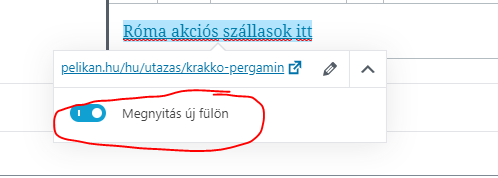 Róma akciós szállasok itt
pelikan.hu/hu/utazas/krakko-pergamin
Megnyitás új fülön